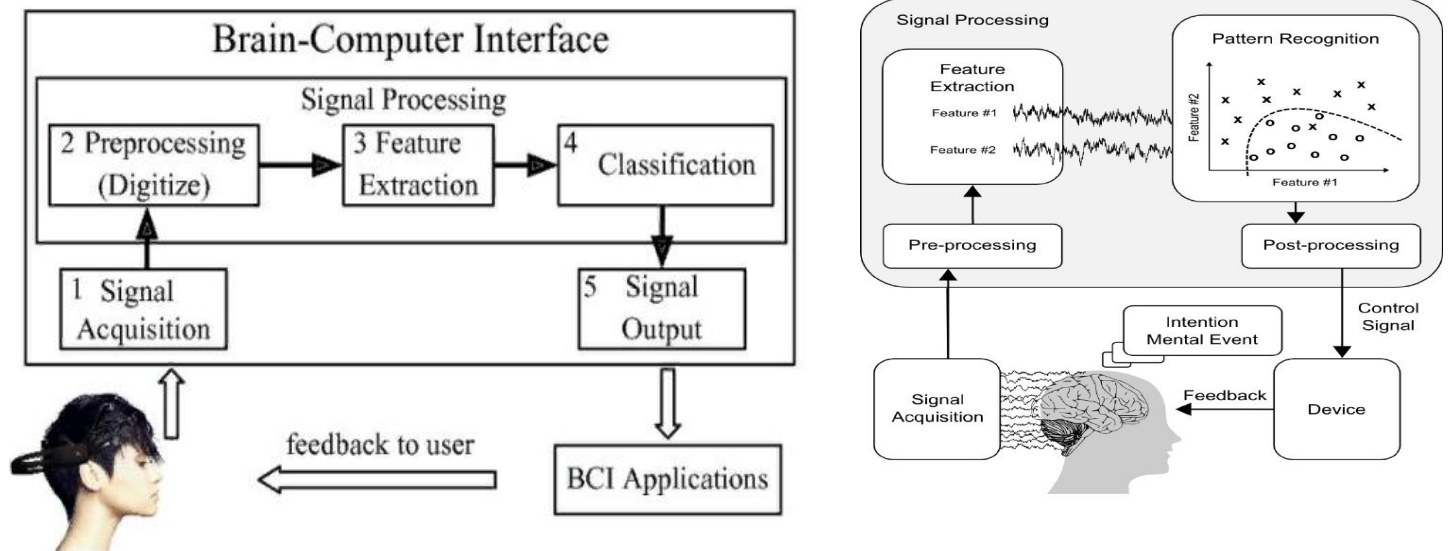 Brain-Computer Interface
Signal Processing
2 Preprocessing
(Digitize)
3 Feature
Extraction
4
Classification
1 Signal
Acquisition
5 Signal
Output
feedback to user
BCI Applications
Signal Processing
Feature
Extraction
Feature #1
Feature #2
Pattern Recognition
Feature #2
Feature #1
Pre-processing
Post-processing
Control
Signal
Intention
Mental Event
Signal
Acquisition
Feedback
Device